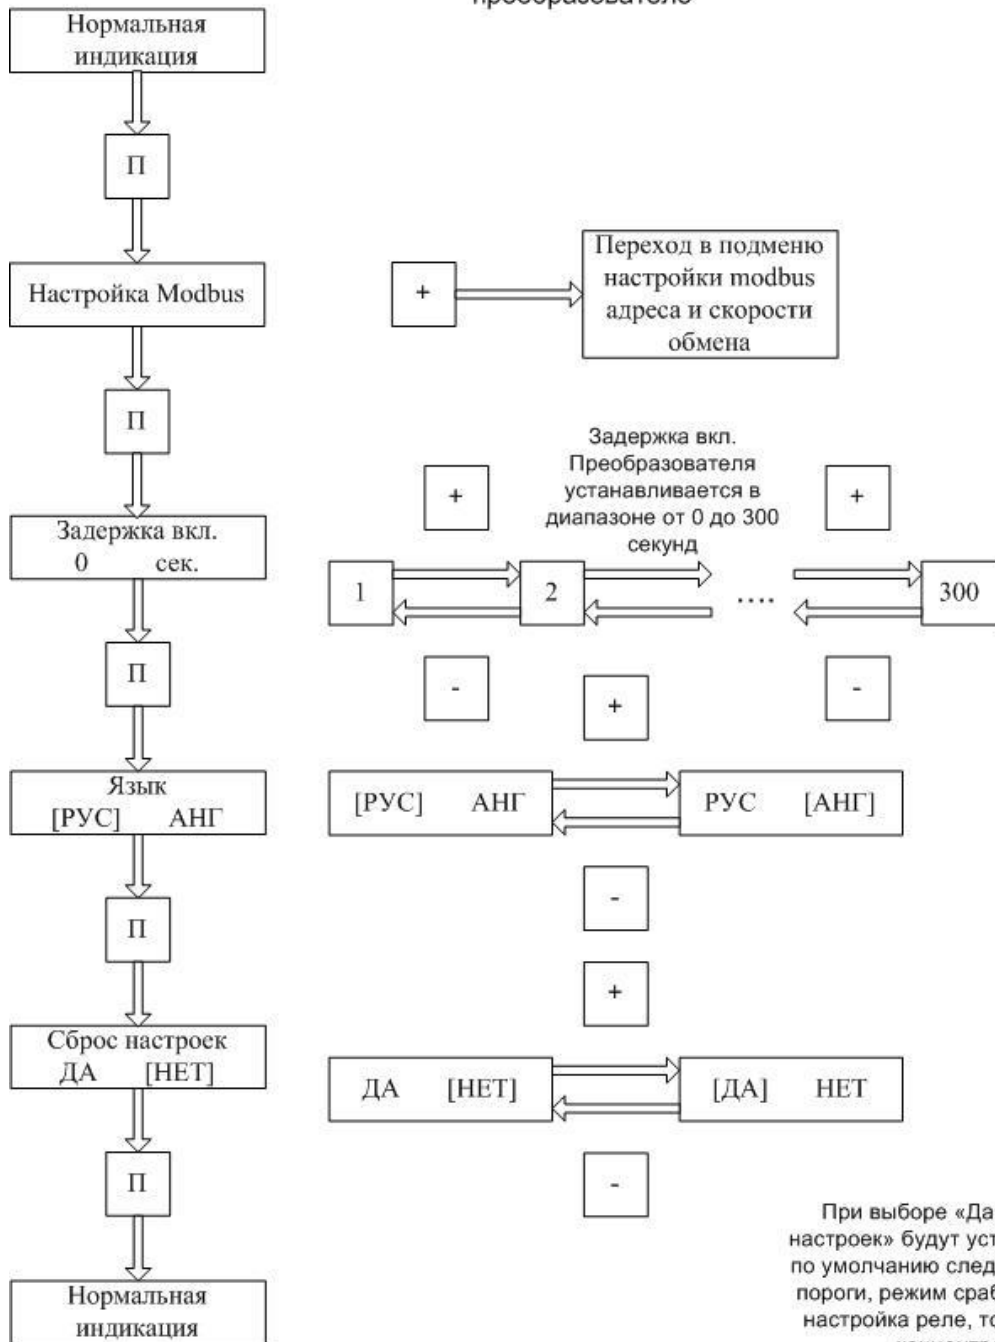 преобразователе
Нормальная
индикация
П
Настройка Modbus
+
Переход в подменю
настройки modbus
адреса и скорости
обмена
П
Задержка вкл.
Преобразователя
устанавливается в
диапазоне от 0 до 300
секунд
+
+
Задержка вкл.
0 сек.
1
2
....
300
П
-
+
-
Язык
[РУС] АНГ
[РУС] АНГ
РУС [АНГ]
П
-
+
Сброс настроек
ДА [НЕТ]
ДА [НЕТ]
[ДА] НЕТ
П
-
При выборе «Да
настроек» будут уст
по умолчанию след
пороги, режим сраб
настройка реле, то
Нормальная
индикация